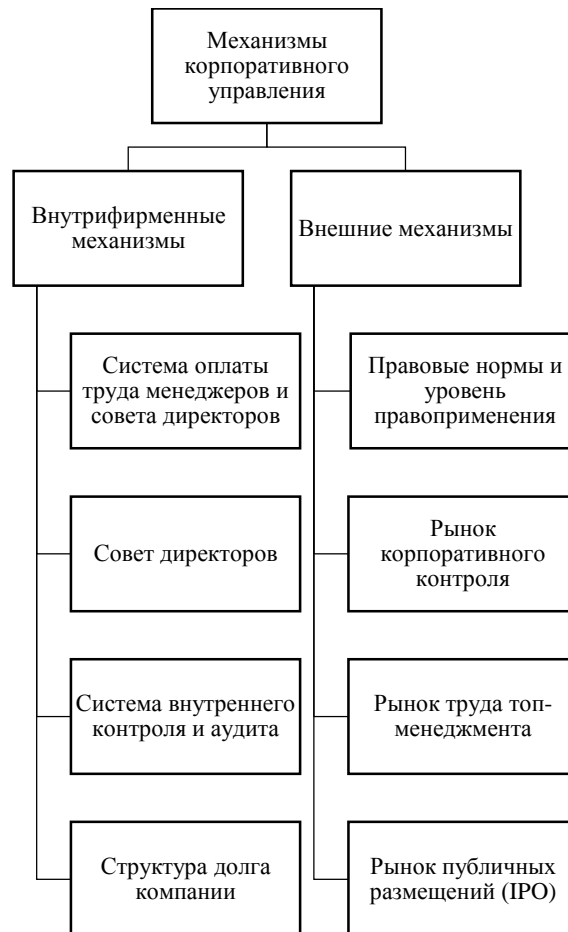 Механизмы
корпоративного
управления
Внутрифирменные
механизмы
Внешние механизмы
Система оплаты
труда менеджеров и
совета директоров
Правовые нормы и
уровень
правоприменения
Совет директоров
Рынок
корпоративного
контроля
Система внутреннего
контроля и аудита
Рынок труда топ-
менеджмента
Структура долга
компании
Рынок публичных
размещений (IPO)